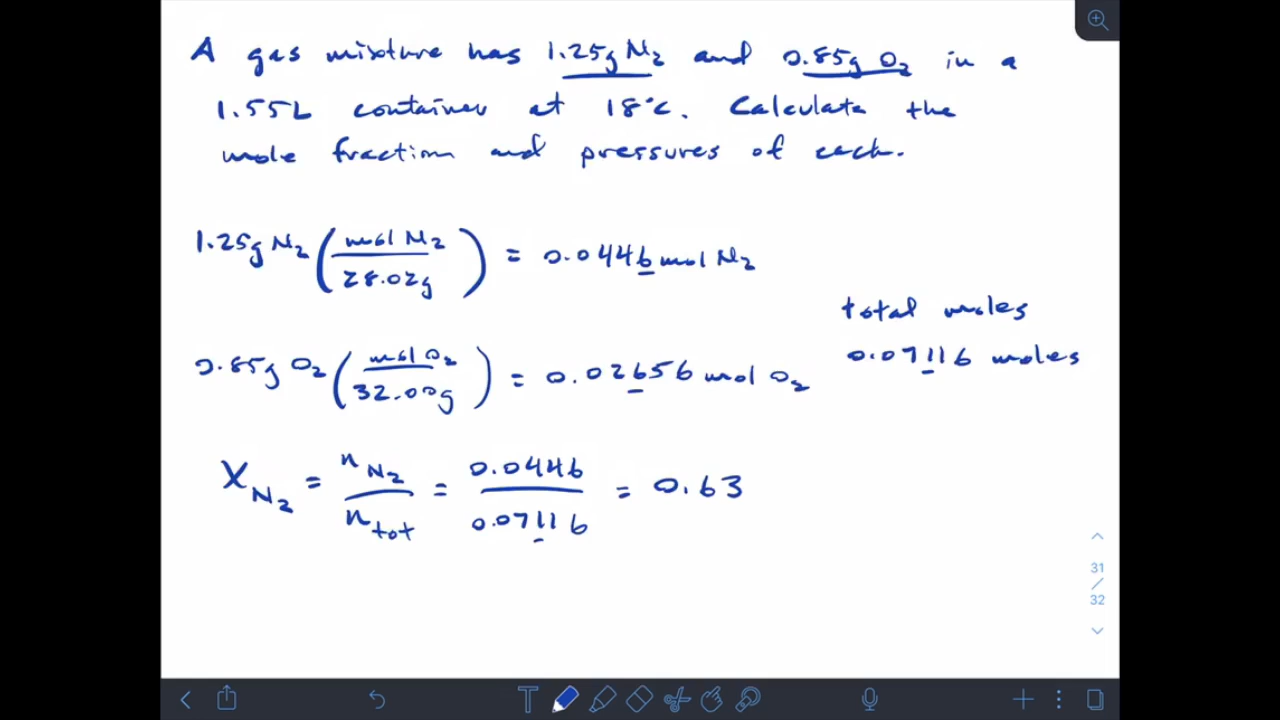 A gas mixture has 1.25g N₂ and 0.85g O₂ in a
1.55L container at 18°C. Calculate the
mole fraction and pressures of each.
1.25g N₂ (mol N₂ / 28.02g) = 0.0446 mol N₂
total moles
0.07116 moles
0.85g O₂ (mol O₂ / 32.00g) = 0.02656 mol O₂
X_N₂ = n_N₂ / n_tot = 0.0446 / 0.07116 = 0.63
31
/
32
T